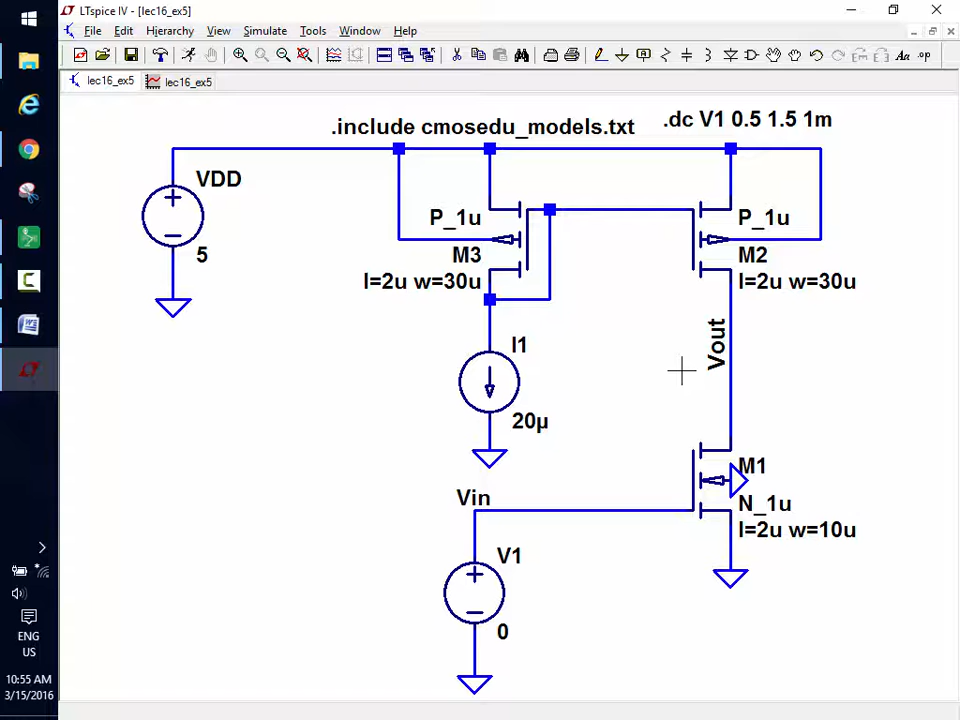 LTspice IV - [lec16_ex5]
File Edit Hierarchy View Simulate Tools Window Help
Aa .op
lec16_ex5 lec16_ex5
.include cmosedu_models.txt .dc V1 0.5 1.5 1m
VDD
5
P_1u
M3
l=2u w=30u
P_1u
M2
l=2u w=30u
I1
20µ
Vout
M1
N_1u
l=2u w=10u
Vin
V1
0
ENG
US
10:55 AM
3/15/2016